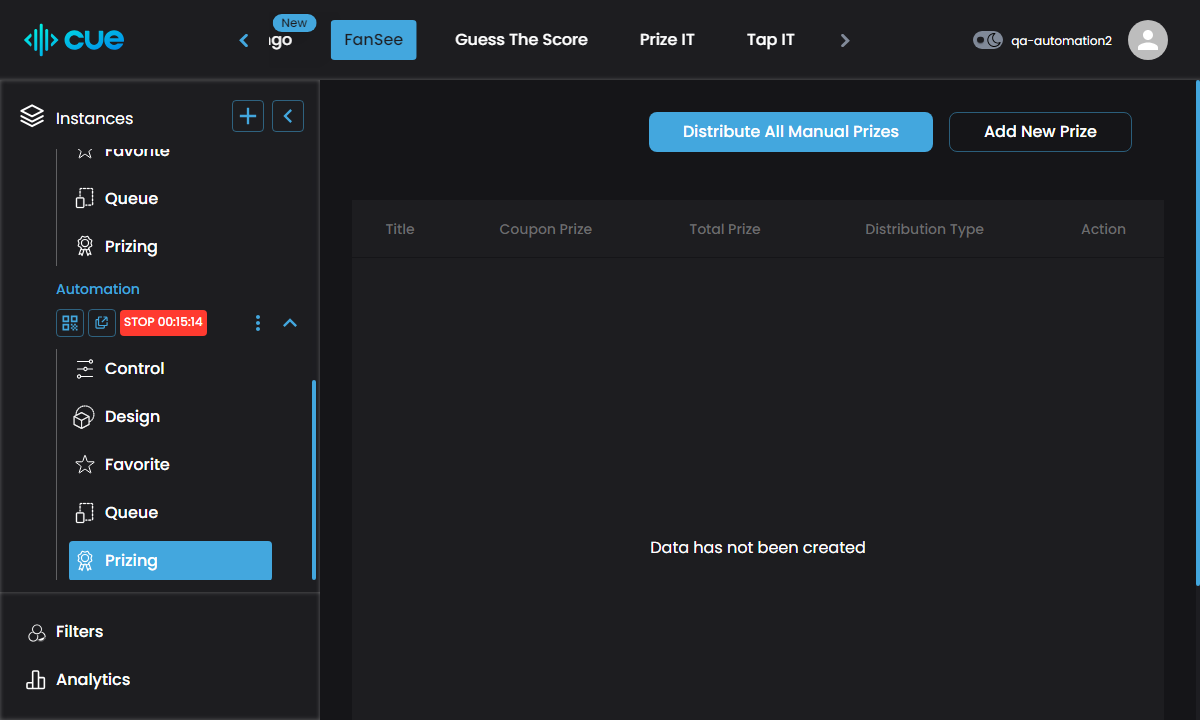 cue
New
FanSee
Guess The Score
Prize IT
Tap IT
qa-automation2
Instances
Favorite
Queue
Prizing
Automation
STOP 00:15:14
Control
Design
Favorite
Queue
Prizing
Filters
Analytics
Distribute All Manual Prizes
Add New Prize
Title Coupon Prize Total Prize Distribution Type Action
Data has not been created